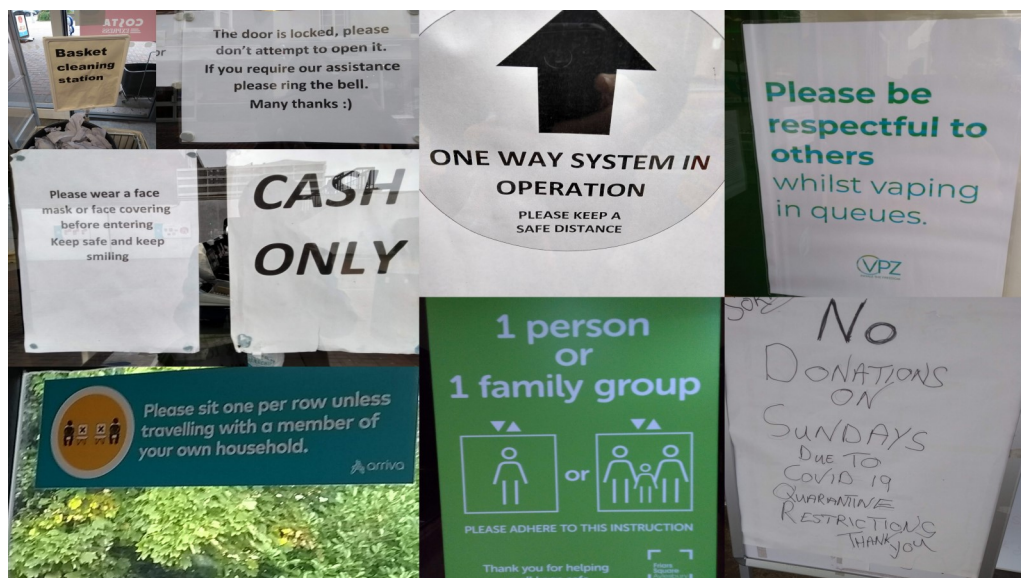 COSTA
Basket
cleaning
station
or
The door is locked, please
don't attempt to open it.
If you require our assistance
please ring the bell.
Many thanks :)
Please wear a face
mask or face covering
before entering
Keep safe and keep
smiling
CASH
ONLY
ONE WAY SYSTEM IN
OPERATION
PLEASE KEEP A
SAFE DISTANCE
Please be
respectful to
others
whilst vaping
in queues.
VPZ
Please sit one per row unless
travelling with a member of
your own household.
arriva
1 person
or
1 family group
or
PLEASE ADHERE TO THIS INSTRUCTION
Thank you for helping
Friars
Square
No
DONATIONS
ON
SUNDAYS
DUE TO
COVID 19
QUARANTINE
RESTRICTIONS
THANK
YOU